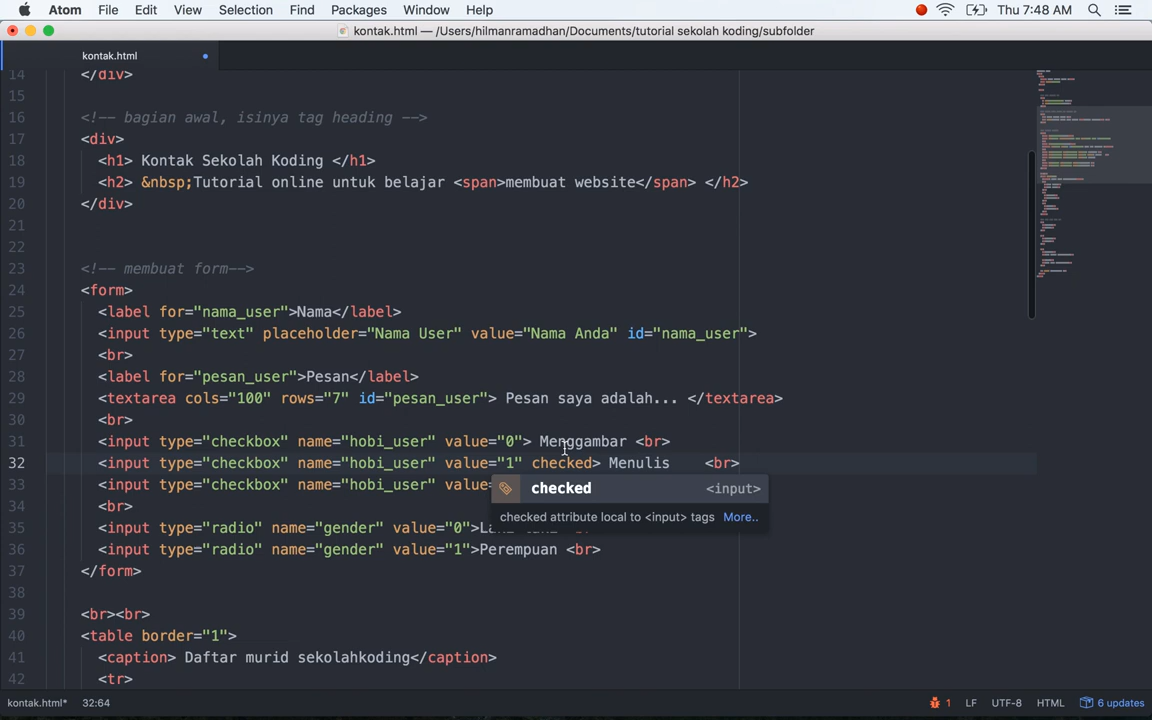 Atom File Edit View Selection Find Packages Window Help Thu 7:48 AM
kontak.html — /Users/hilmanramadhan/Documents/tutorial sekolah koding/subfolder
kontak.html
14 </div>
15
16 <!-- bagian awal, isinya tag heading -->
17 <div>
18 <h1> Kontak Sekolah Koding </h1>
19 <h2> &nbsp;Tutorial online untuk belajar <span>membuat website</span> </h2>
20 </div>
21
22
23 <!-- membuat form-->
24 <form>
25 <label for="nama_user">Nama</label>
26 <input type="text" placeholder="Nama User" value="Nama Anda" id="nama_user">
27 <br>
28 <label for="pesan_user">Pesan</label>
29 <textarea cols="100" rows="7" id="pesan_user"> Pesan saya adalah... </textarea>
30 <br>
31 <input type="checkbox" name="hobi_user" value="0"> Menggambar <br>
32 <input type="checkbox" name="hobi_user" value="1" checked> Menulis <br>
33 <input type="checkbox" name="hobi_user" value=
checked <input>
checked attribute local to <input> tags More..
34 <br>
35 <input type="radio" name="gender" value="0">
36 <input type="radio" name="gender" value="1">Perempuan <br>
37 </form>
38
39 <br><br>
40 <table border="1">
41 <caption> Daftar murid sekolahkoding</caption>
42 <tr>
kontak.html* 32:64 1 LF UTF-8 HTML 6 updates